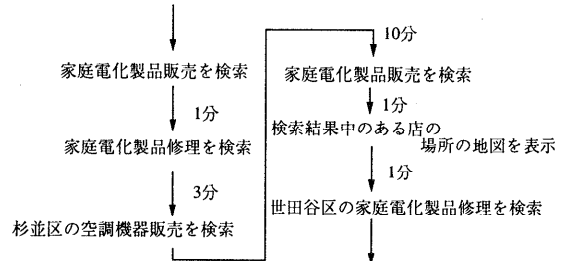 家庭電化製品販売を検索
1分
家庭電化製品修理を検索
3分
杉並区の空調機器販売を検索
10分
家庭電化製品販売を検索
1分
検索結果中のある店の
場所の地図を表示
1分
世田谷区の家庭電化製品修理を検索